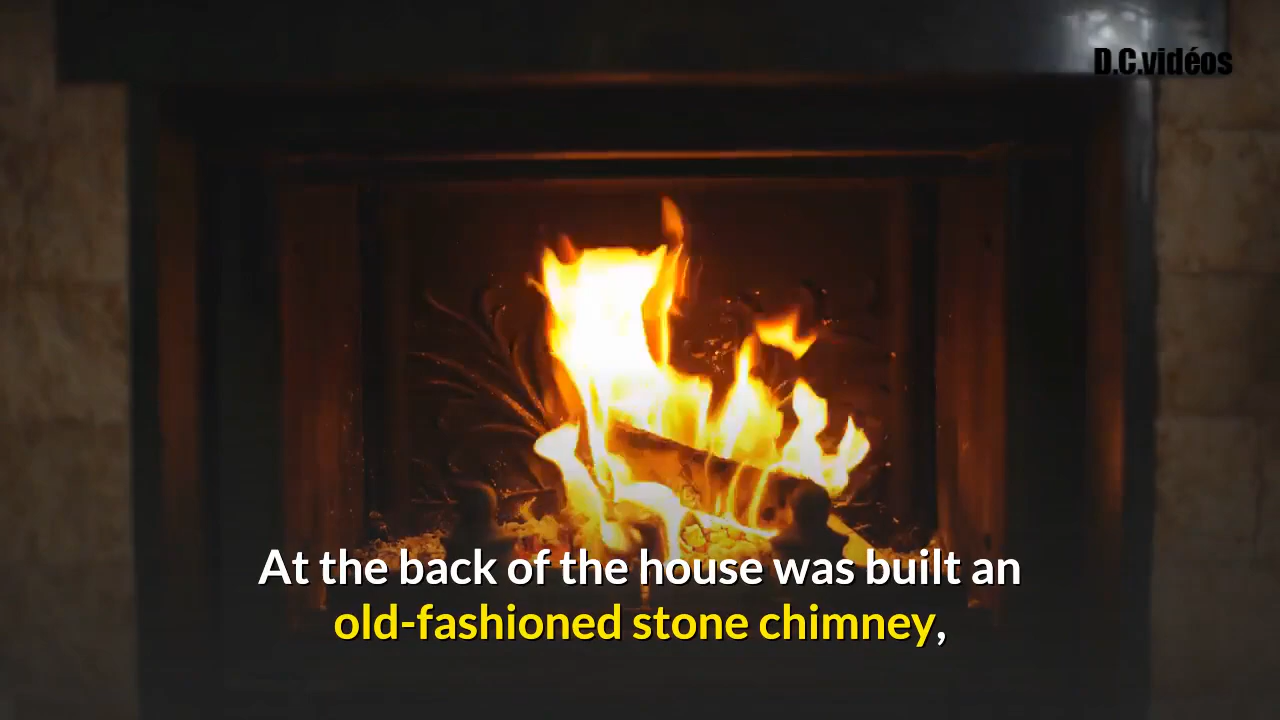 D.C.vidéos
At the back of the house was built an
old-fashioned stone chimney,